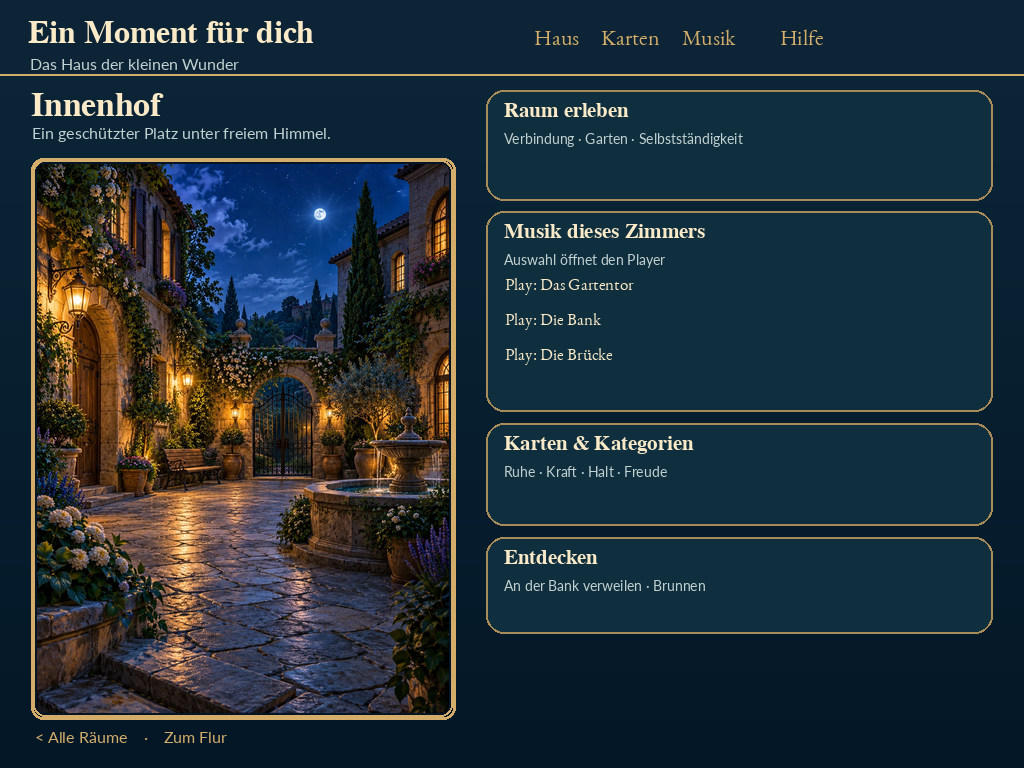 Ein Moment für dich
Das Haus der kleinen Wunder
Haus Karten Musik Hilfe
Innenhof
Ein geschützter Platz unter freiem Himmel.
< Alle Räume · Zum Flur
Raum erleben
Verbindung · Garten · Selbstständigkeit
Musik dieses Zimmers
Auswahl öffnet den Player
Play: Das Gartentor
Play: Die Bank
Play: Die Brücke
Karten & Kategorien
Ruhe · Kraft · Halt · Freude
Entdecken
An der Bank verweilen · Brunnen